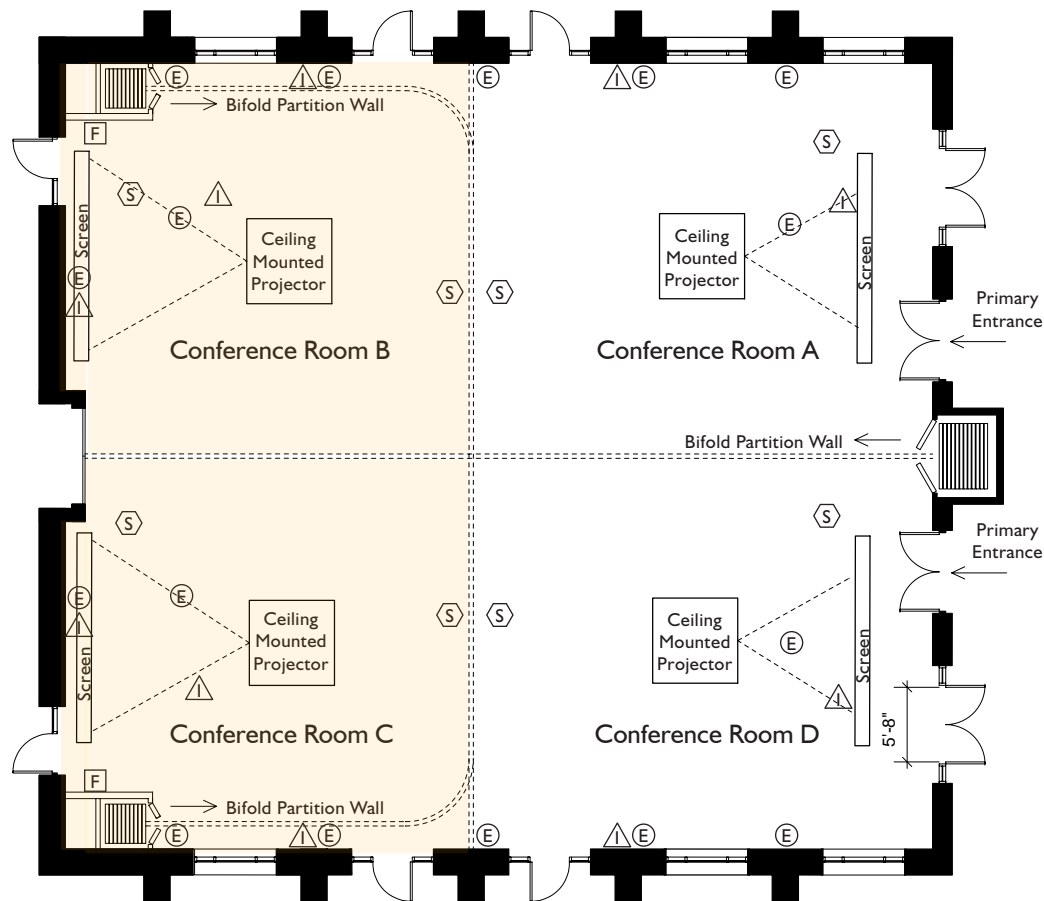 E
I
E
E
I
E
E
Bifold Partition Wall
F
S
S
I
I
E
E
Screen
Ceiling
Mounted
Projector
Ceiling
Mounted
Projector
Screen
E
I
S
S
Primary
Entrance
Conference Room B
Conference Room A
Bifold Partition Wall
S
S
Primary
Entrance
E
I
E
Screen
Ceiling
Mounted
Projector
S
S
Ceiling
Mounted
Projector
E
Screen
I
I
5'-8"
Conference Room C
Conference Room D
F
Bifold Partition Wall
E
I
E
E
I
E
E